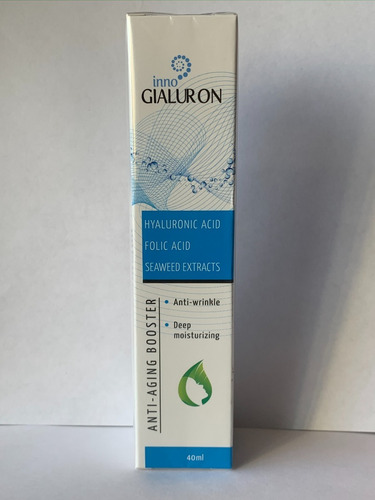 inno
GIALURON
HYALURONIC ACID
FOLIC ACID
SEAWEED EXTRACTS
ANTI-AGING BOOSTER
• Anti-wrinkle
• Deep
moisturizing
40ml